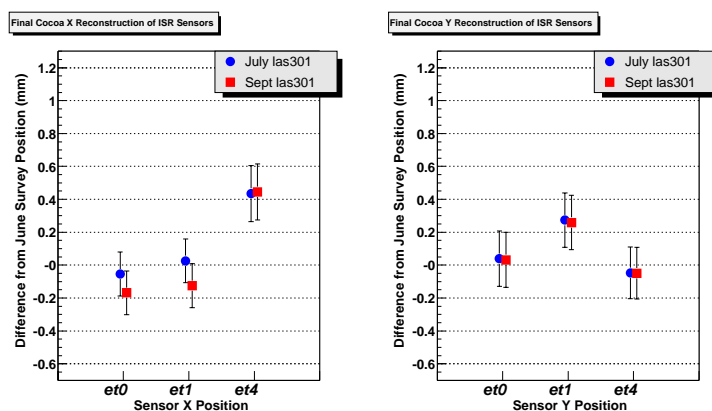 Final Cocoa X Reconstruction of ISR Sensors
July las301
Sept las301
Difference from June Survey Position (mm)
1.2
1
0.8
0.6
0.4
0.2
-0
-0.2
-0.4
-0.6
et0 et1 et4
Sensor X Position
Final Cocoa Y Reconstruction of ISR Sensors
July las301
Sept las301
Difference from June Survey Position (mm)
1.2
1
0.8
0.6
0.4
0.2
-0
-0.2
-0.4
-0.6
et0 et1 et4
Sensor Y Position